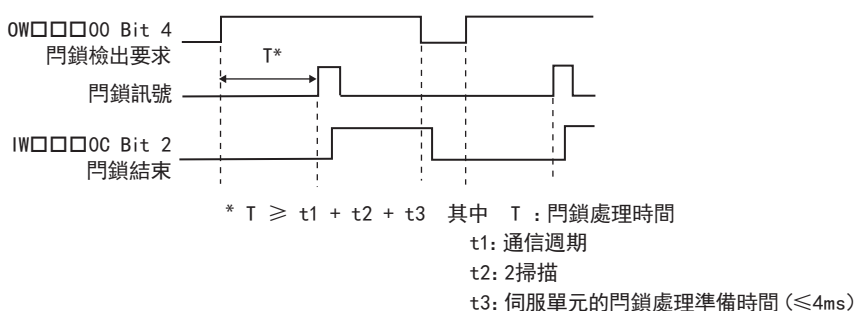 OW□□□00 Bit 4
閂鎖檢出要求
T*
閂鎖訊號
IW□□□0C Bit 2
閂鎖結束
* T ≥ t1 + t2 + t3 其中 T :閂鎖處理時間
t1:通信週期
t2:2掃描
t3:伺服單元的閂鎖處理準備時間(≤4ms)